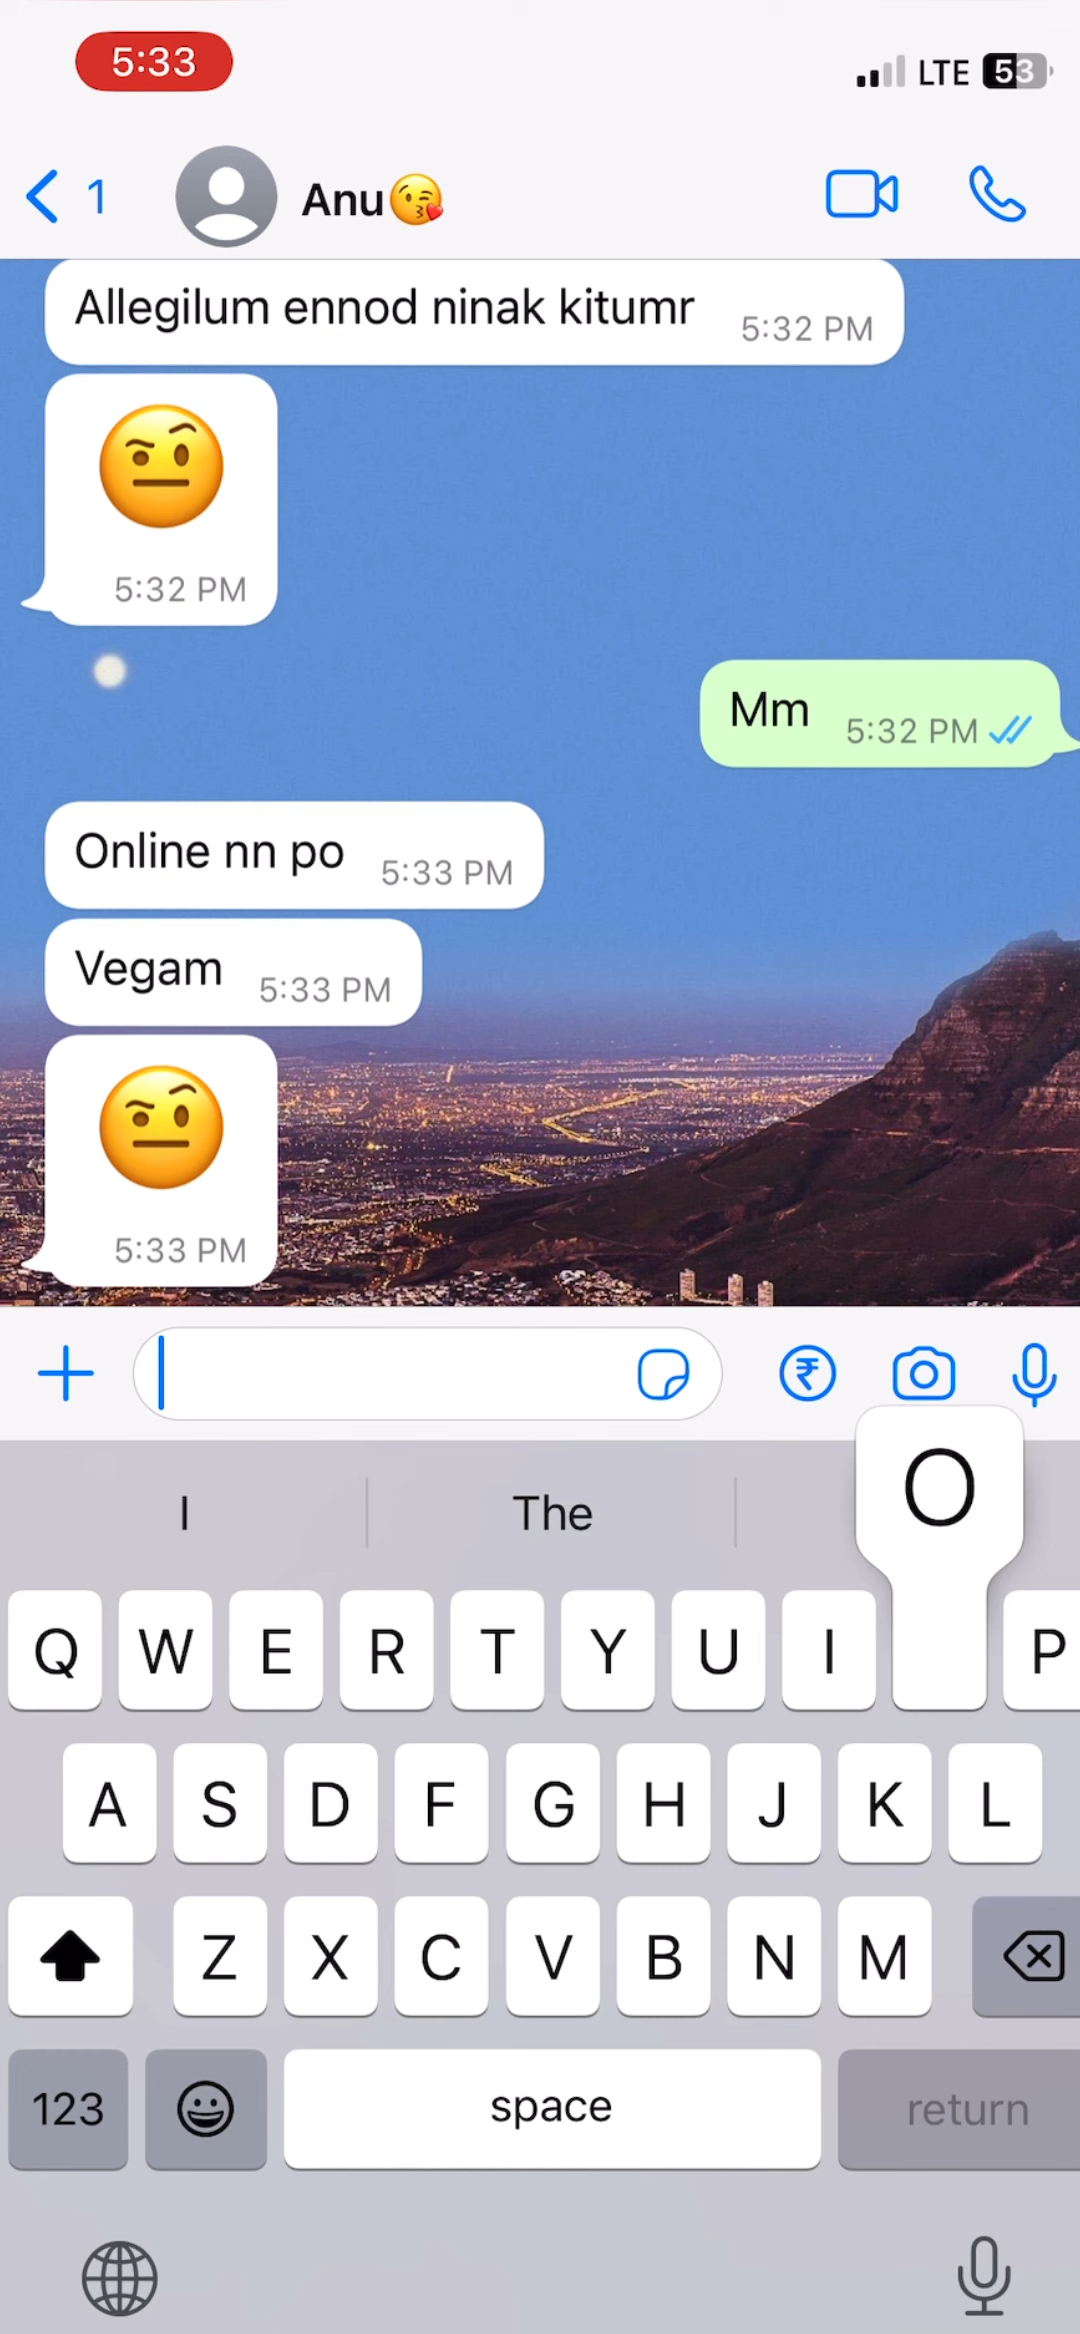 5:33
LTE 53
1
Anu😘
Allegilum ennod ninak kitumr 5:32 PM
🤨
5:32 PM
Mm 5:32 PM
Online nn po 5:33 PM
Vegam 5:33 PM
🤨
5:33 PM
₹
I The
O
Q W E R T Y U I P
A S D F G H J K L
Z X C V B N M
123 space return